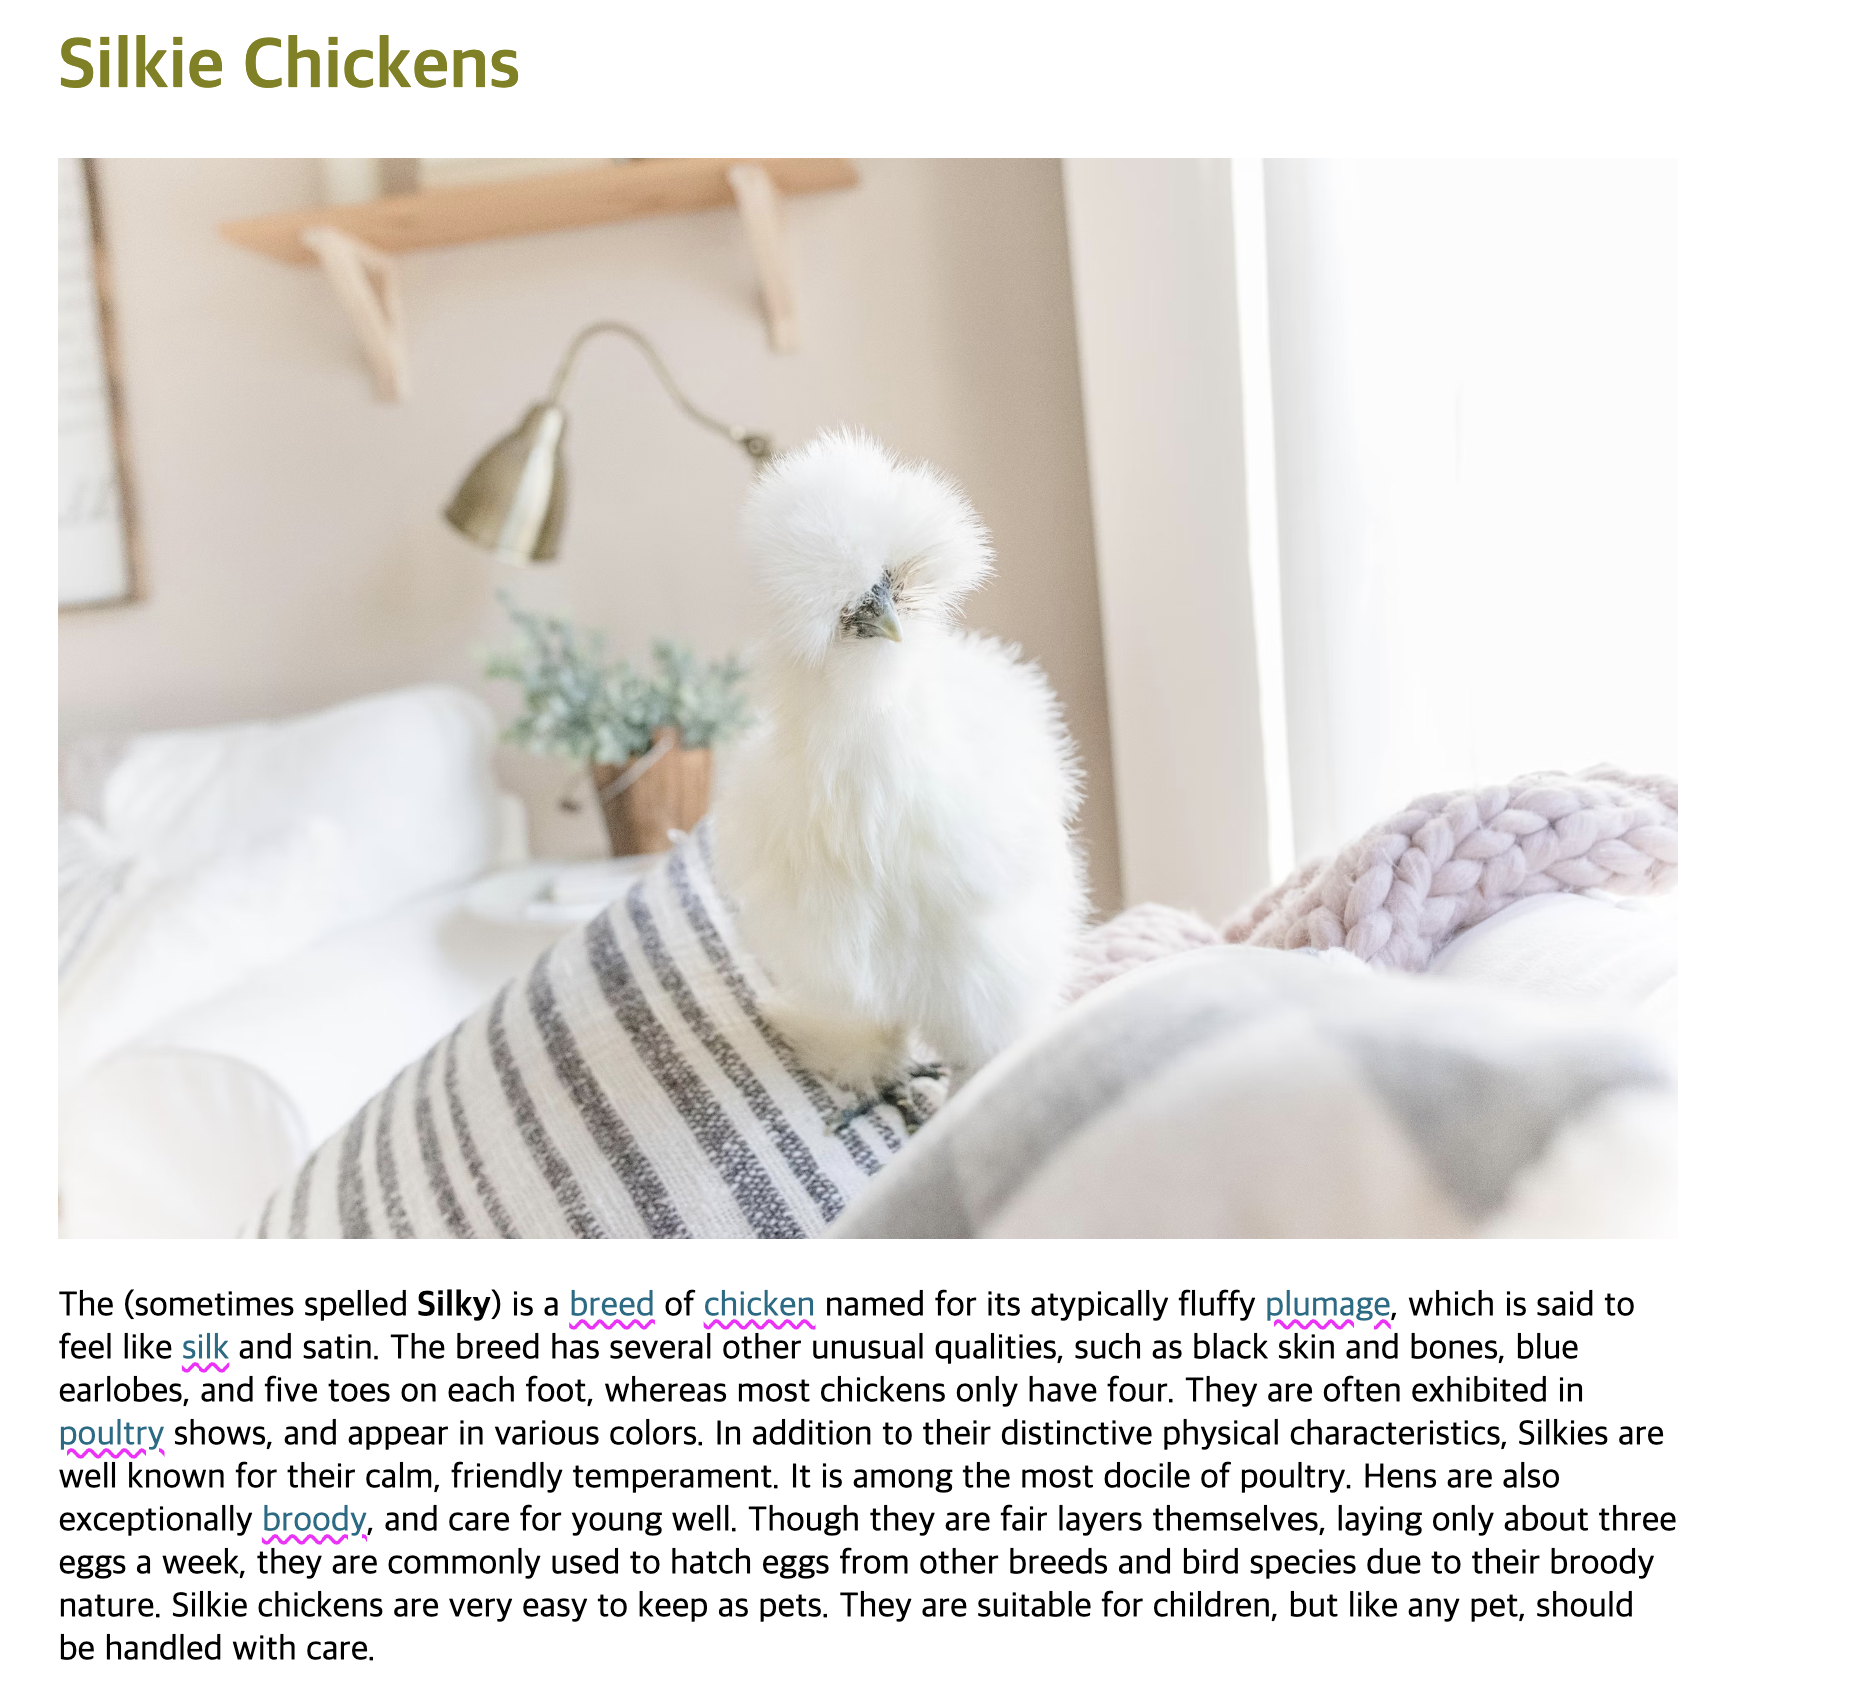 Silkie Chickens
The (sometimes spelled Silky) is a breed of chicken named for its atypically fluffy plumage, which is said to
feel like silk and satin. The breed has several other unusual qualities, such as black skin and bones, blue
earlobes, and five toes on each foot, whereas most chickens only have four. They are often exhibited in
poultry shows, and appear in various colors. In addition to their distinctive physical characteristics, Silkies are
well known for their calm, friendly temperament. It is among the most docile of poultry. Hens are also
exceptionally broody, and care for young well. Though they are fair layers themselves, laying only about three
eggs a week, they are commonly used to hatch eggs from other breeds and bird species due to their broody
nature. Silkie chickens are very easy to keep as pets. They are suitable for children, but like any pet, should
be handled with care.